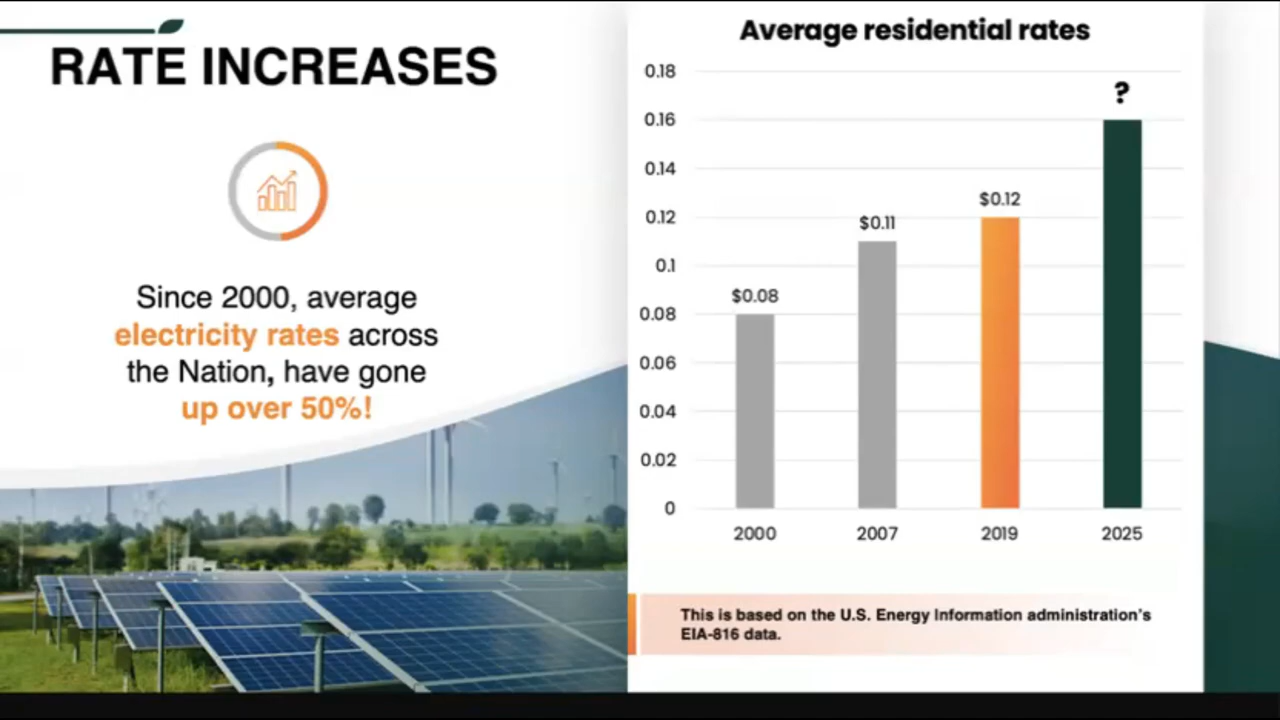 RATE INCREASES
Since 2000, average
electricity rates across
the Nation, have gone
up over 50%!
Average residential rates
0.18
?
0.16
0.14
$0.12
0.12
$0.11
0.1
$0.08
0.08
0.06
0.04
0.02
0
2000
2007
2019
2025
This is based on the U.S. Energy Information administration's
EIA-816 data.